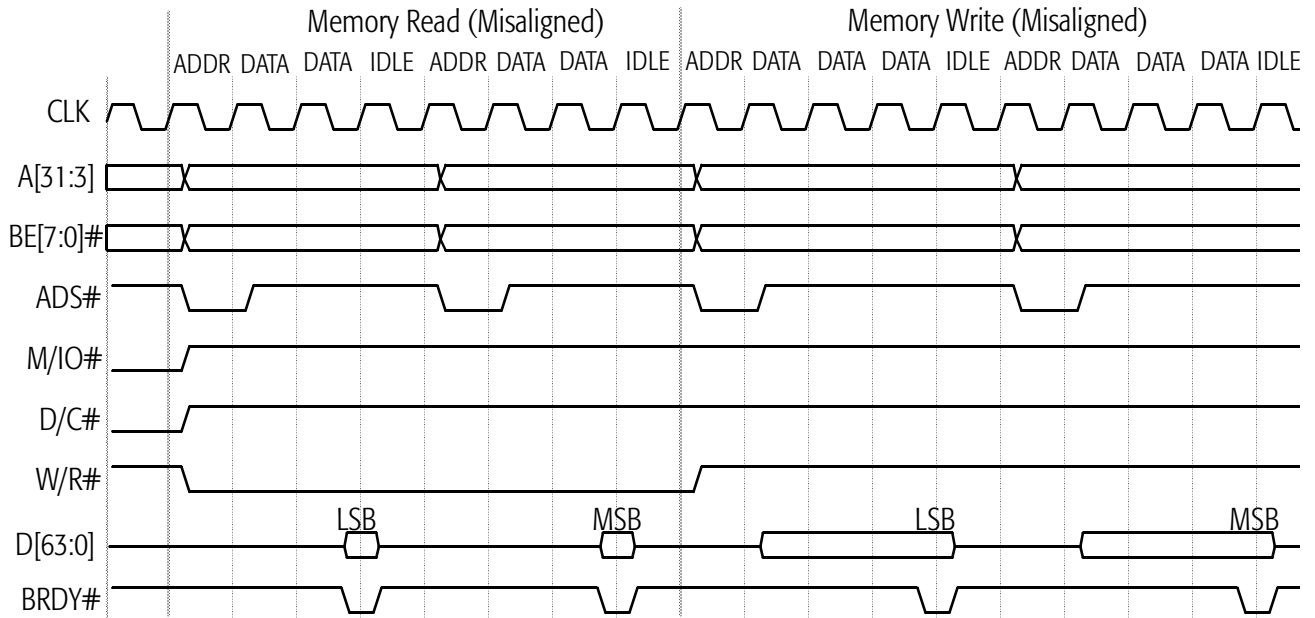 Memory Read (Misaligned) Memory Write (Misaligned)
ADDR DATA DATA IDLE ADDR DATA DATA IDLE ADDR DATA DATA DATA IDLE ADDR DATA DATA DATA IDLE
CLK
A[31:3]
BE[7:0]#
ADS#
M/IO#
D/C#
W/R#
LSB MSB LSB MSB
D[63:0]
BRDY#